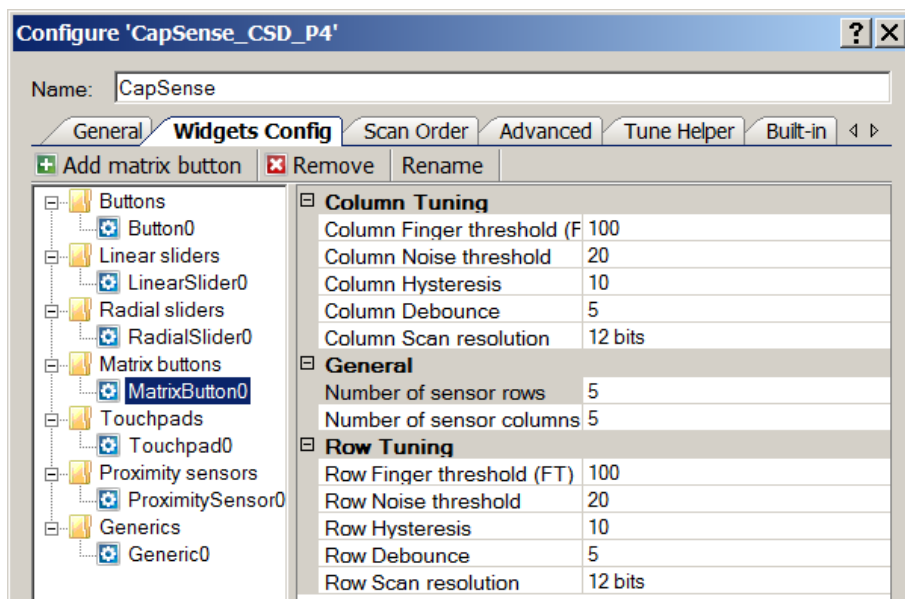 Configure 'CapSense_CSD_P4'
Name: CapSense
General Widgets Config Scan Order Advanced Tune Helper Built-in
Add matrix button Remove Rename
Buttons
Button0
Linear sliders
LinearSlider0
Radial sliders
RadialSlider0
Matrix buttons
MatrixButton0
Touchpads
Touchpad0
Proximity sensors
ProximitySensor0
Generics
Generic0
Column Tuning
Column Finger threshold (F 100
Column Noise threshold 20
Column Hysteresis 10
Column Debounce 5
Column Scan resolution 12 bits
General
Number of sensor rows 5
Number of sensor columns 5
Row Tuning
Row Finger threshold (FT) 100
Row Noise threshold 20
Row Hysteresis 10
Row Debounce 5
Row Scan resolution 12 bits